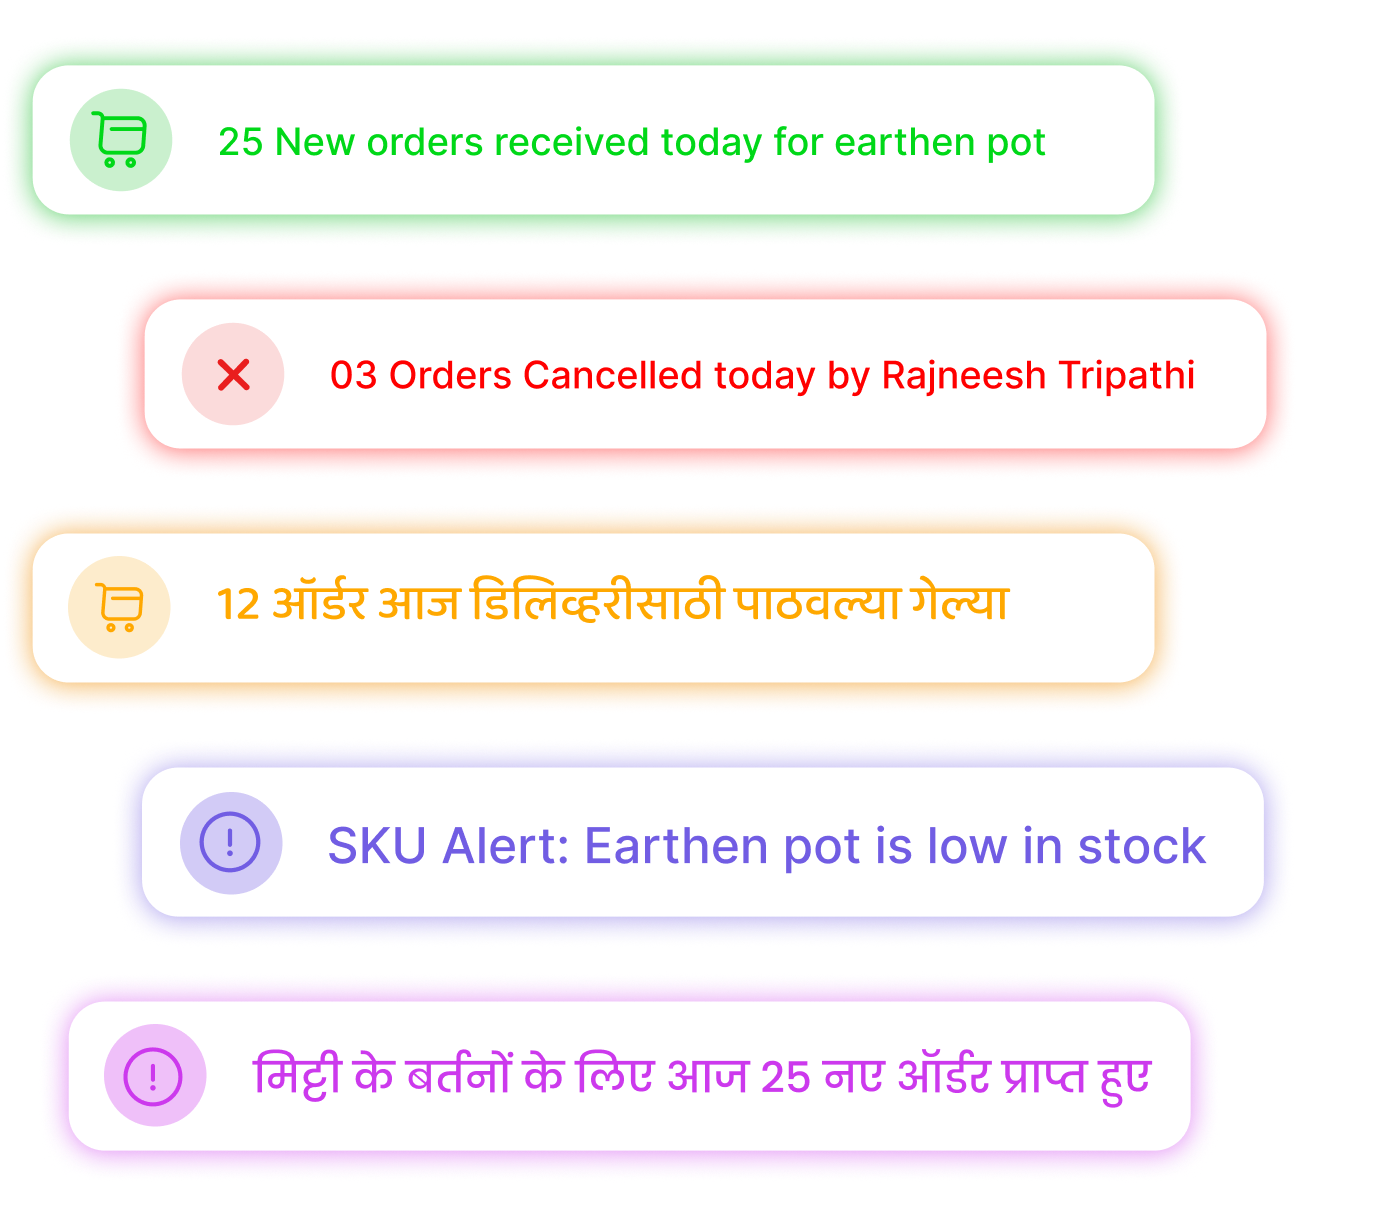 25 New orders received today for earthen pot
03 Orders Cancelled today by Rajneesh Tripathi
12 ऑर्डर आज डिलिव्हरीसाठी पाठवल्या गेल्या
SKU Alert: Earthen pot is low in stock
मिट्टी के बर्तनों के लिए आज 25 नए ऑर्डर प्राप्त हुए